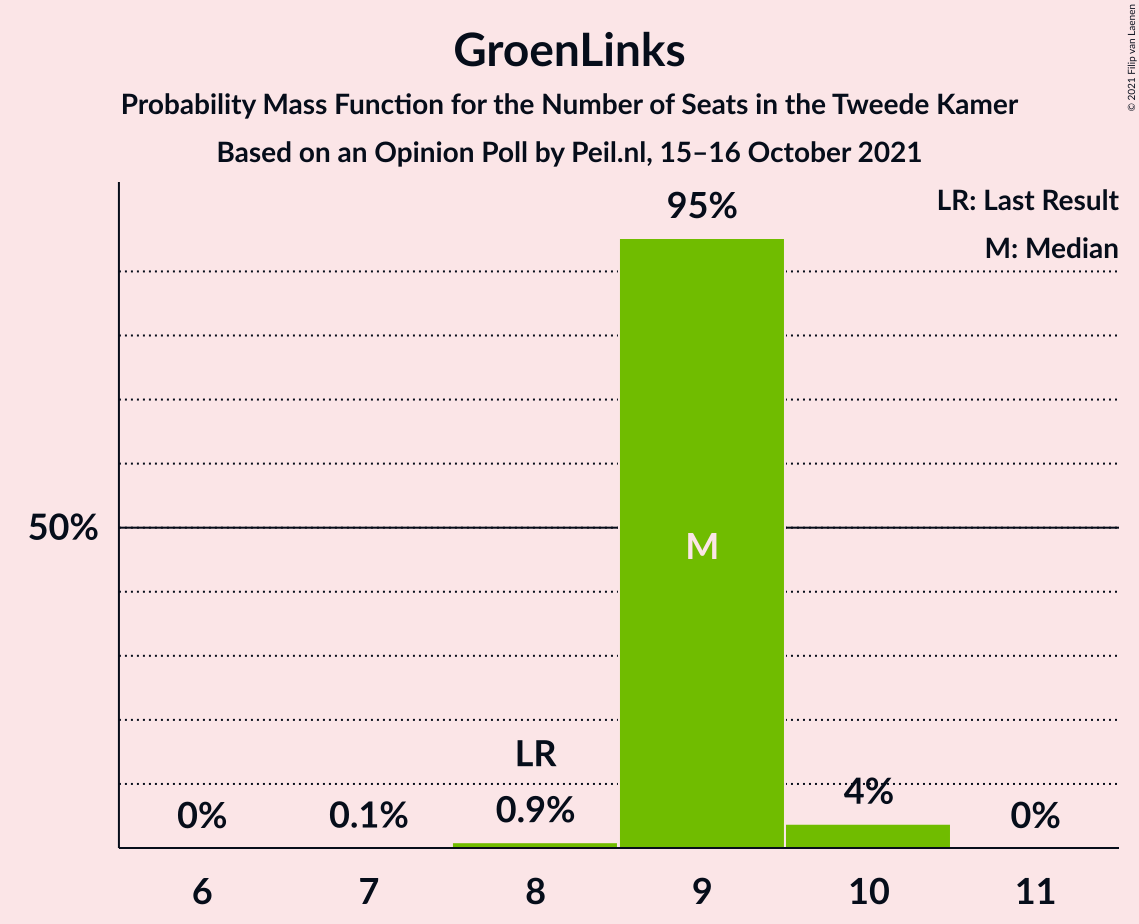 GroenLinks
Probability Mass Function for the Number of Seats in the Tweede Kamer
Based on an Opinion Poll by Peil.nl, 15–16 October 2021
© 2021 Filip van Laenen
LR: Last Result
M: Median
95%
50%
M
LR
0%
0.1%
0.9%
4%
0%
6
7
8
9
10
11